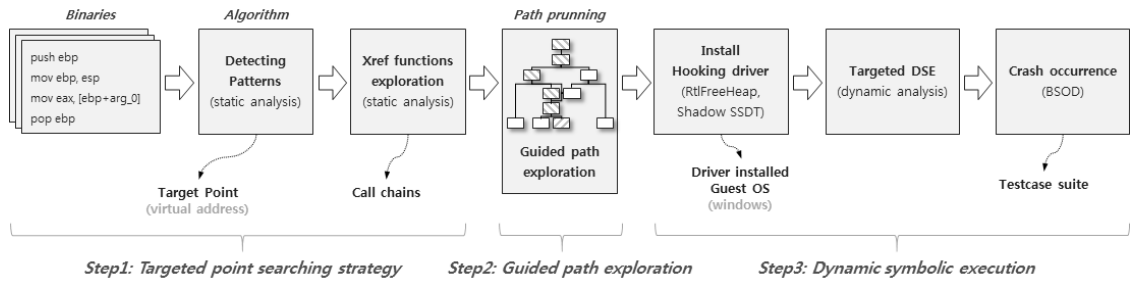 Binaries
Algorithm
Path prunning
push ebp
mov ebp, esp
mov eax, [ebp+arg_0]
pop ebp
Detecting
Patterns
(static analysis)
Xref functions
exploration
(static analysis)
Guided path
exploration
Install
Hooking driver
(RtlFreeHeap,
Shadow SSDT)
Targeted DSE
(dynamic analysis)
Crash occurrence
(BSOD)
Target Point
(virtual address)
Call chains
Driver installed
Guest OS
(windows)
Testcase suite
Step1: Targeted point searching strategy
Step2: Guided path exploration
Step3: Dynamic symbolic execution